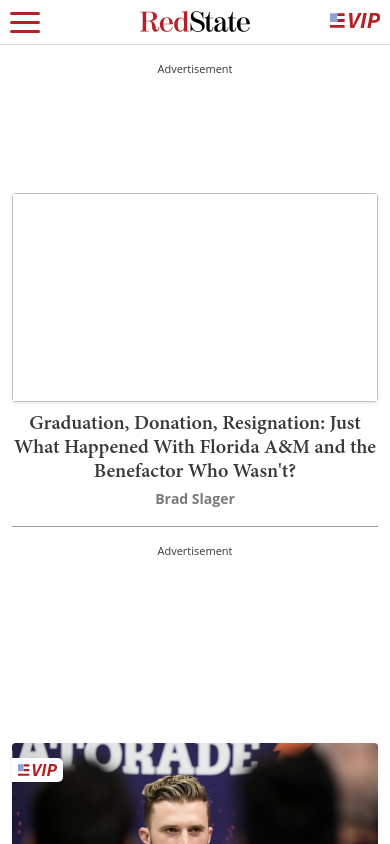 RedState
VIP
Advertisement
Graduation, Donation, Resignation: Just
What Happened With Florida A&M and the
Benefactor Who Wasn't?
Brad Slager
Advertisement
ATORADE
VIP